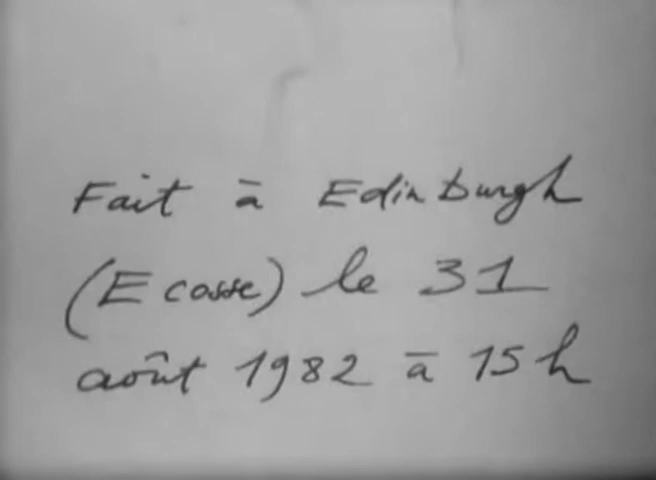 Fait à Edinburgh
(Ecosse) le 31
août 1982 à 15h